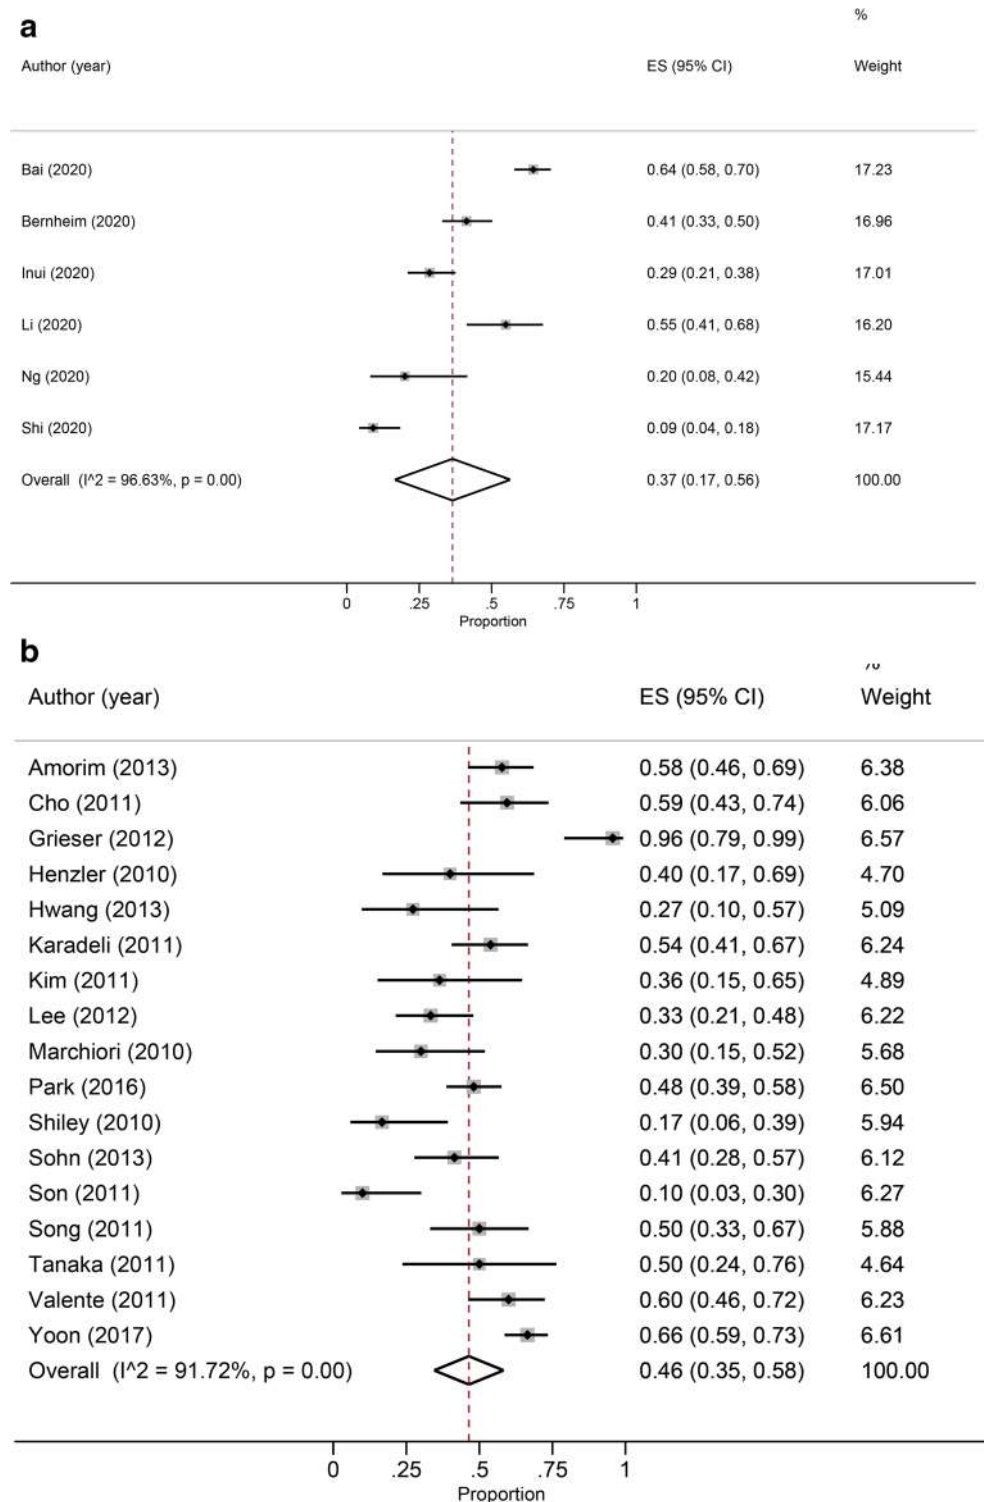 a
%
Author (year) ES (95% CI) Weight
Bai (2020) 0.64 (0.58, 0.70) 17.23
Bernheim (2020) 0.41 (0.33, 0.50) 16.96
Inui (2020) 0.29 (0.21, 0.38) 17.01
Li (2020) 0.55 (0.41, 0.68) 16.20
Ng (2020) 0.20 (0.08, 0.42) 15.44
Shi (2020) 0.09 (0.04, 0.18) 17.17
Overall (I^2 = 96.63%, p = 0.00) 0.37 (0.17, 0.56) 100.00
0 .25 .5 .75 1
Proportion
b
%
Author (year) ES (95% CI) Weight
Amorim (2013) 0.58 (0.46, 0.69) 6.38
Cho (2011) 0.59 (0.43, 0.74) 6.06
Grieser (2012) 0.96 (0.79, 0.99) 6.57
Henzler (2010) 0.40 (0.17, 0.69) 4.70
Hwang (2013) 0.27 (0.10, 0.57) 5.09
Karadeli (2011) 0.54 (0.41, 0.67) 6.24
Kim (2011) 0.36 (0.15, 0.65) 4.89
Lee (2012) 0.33 (0.21, 0.48) 6.22
Marchiori (2010) 0.30 (0.15, 0.52) 5.68
Park (2016) 0.48 (0.39, 0.58) 6.50
Shiley (2010) 0.17 (0.06, 0.39) 5.94
Sohn (2013) 0.41 (0.28, 0.57) 6.12
Son (2011) 0.10 (0.03, 0.30) 6.27
Song (2011) 0.50 (0.33, 0.67) 5.88
Tanaka (2011) 0.50 (0.24, 0.76) 4.64
Valente (2011) 0.60 (0.46, 0.72) 6.23
Yoon (2017) 0.66 (0.59, 0.73) 6.61
Overall (I^2 = 91.72%, p = 0.00) 0.46 (0.35, 0.58) 100.00
0 .25 .5 .75 1
Proportion